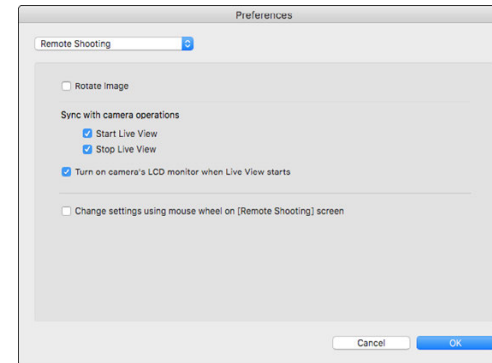 Preferences
Remote Shooting
Rotate Image
Sync with camera operations
Start Live View
Stop Live View
Turn on camera's LCD monitor when Live View starts
Change settings using mouse wheel on [Remote Shooting] screen
Cancel
OK